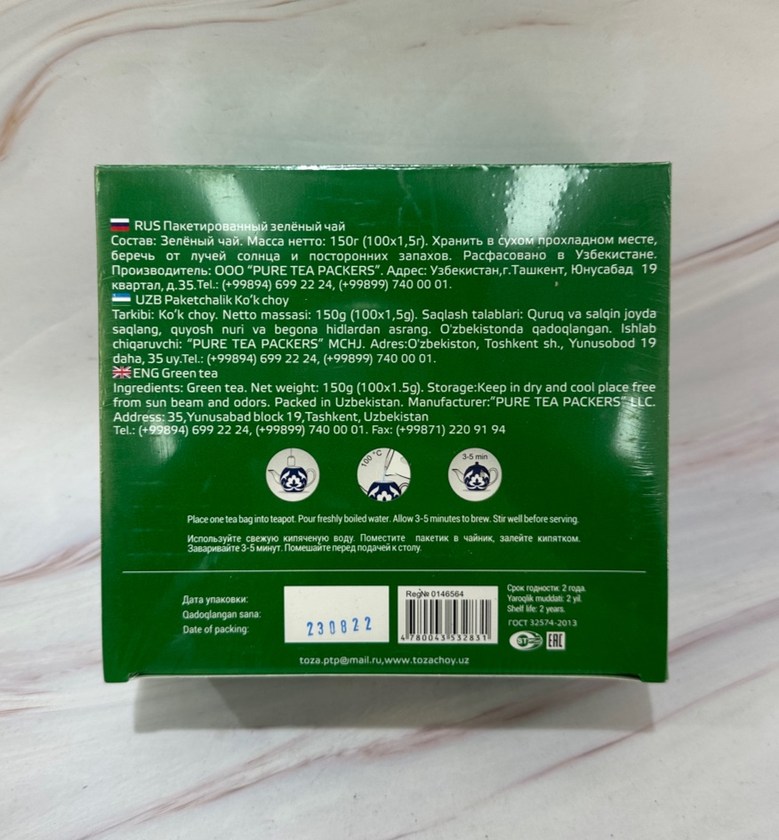 RUS Пакетированный зелёный чай
Состав: Зелёный чай. Масса нетто: 150г (100x1,5г). Хранить в сухом прохладном месте,
беречь от лучей солнца и посторонних запахов. Расфасовано в Узбекистане.
Производитель: ООО "PURE TEA PACKERS". Адрес: Узбекистан,г.Ташкент, Юнусабад 19
квартал, д.35.Tel.: (+99894) 699 22 24, (+99899) 740 00 01.
UZB Paketchalik Ko'k choy
Tarkibi: Ko'k choy. Netto massasi: 150g (100x1,5g). Saqlash talablari: Quruq va salqin joyda
saqlang, quyosh nuri va begona hidlardan asrang. O'zbekistonda qadoqlangan. Ishlab
chiqaruvchi: "PURE TEA PACKERS" MCHJ. Adres:O'zbekiston, Toshkent sh., Yunusobod 19
daha, 35 uy.Tel.: (+99894) 699 22 24, (+99899) 740 00 01.
ENG Green tea
Ingredients: Green tea. Net weight: 150g (100x1.5g). Storage:Keep in dry and cool place free
from sun beam and odors. Packed in Uzbekistan. Manufacturer:"PURE TEA PACKERS" LLC.
Address: 35,Yunusabad block 19,Tashkent, Uzbekistan
Tel.: (+99894) 699 22 24, (+99899) 740 00 01. Fax: (+99871) 220 91 94
100 °C
3-5 min
Place one tea bag into teapot. Pour freshly boiled water. Allow 3-5 minutes to brew. Stir well before serving.
Используйте свежую кипяченую воду. Поместите пакетик в чайник, залейте кипятком.
Заваривайте 3-5 минут. Помешайте перед подачей к столу.
Дата упаковки:
Qadoqlangan sana:
Date of packing:
230822
Reg№ 0146564
4780043532831
Срок годности: 2 года.
Yaroqlik muddati: 2 yil.
Shelf life: 2 years.
ГОСТ 32574-2013
EAC
toza.ptp@mail.ru,www.tozachoy.uz